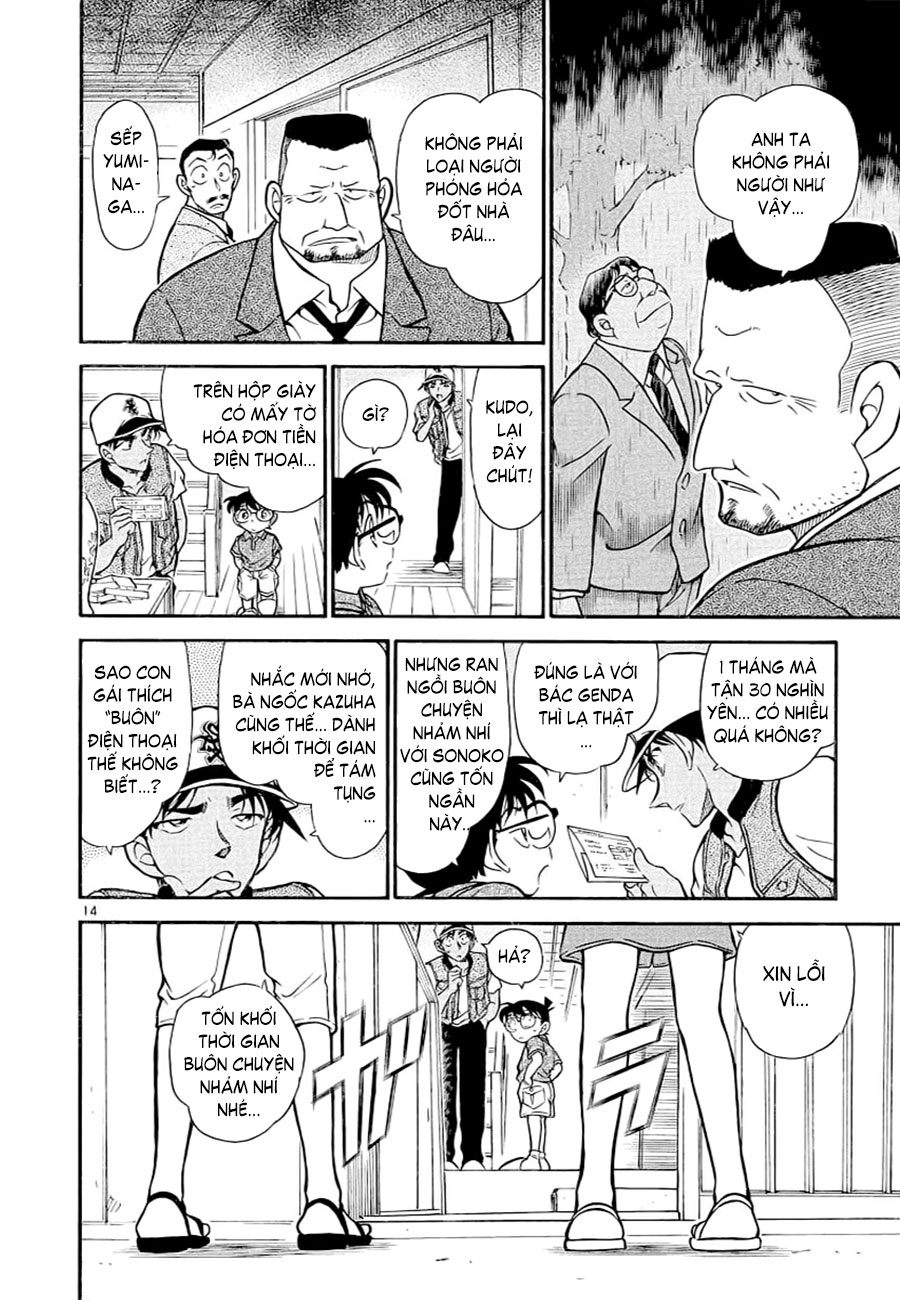 ANH TA
KHÔNG PHẢI
NGƯỜI NHƯ
VẬY...
KHÔNG PHẢI
LOẠI NGƯỜI
PHÓNG HỎA
ĐỐT NHÀ
ĐÂU...
SẾP
YUMI-
NA-
GA...
KUDO,
LẠI
ĐÂY
CHÚT!
GÌ?
TRÊN HỘP GIÀY
CÓ MẤY TỜ
HÓA ĐƠN TIỀN
ĐIỆN THOẠI...
1 THÁNG MÀ
TẬN 30 NGHÌN
YÊN... CÓ NHIỀU
QUÁ KHÔNG?
ĐÚNG LÀ VỚI
BÁC GENDA
THÌ LẠ THẬT
...
NHƯNG RAN
NGỒI BUÔN
CHUYỆN
NHẢM NHÍ
VỚI SONOKO
CŨNG TỐN
NGẦN
NÀY...
NHẮC MỚI NHỚ,
BÀ NGỐC KAZUHA
CŨNG THẾ... DÀNH
KHỐI THỜI GIAN
ĐỂ TÁM
TỤNG
...
SAO CON
GÁI THÍCH
“BUÔN”
ĐIỆN THOẠI
THẾ KHÔNG
BIẾT...?
14
XIN LỖI
VÌ...
HẢ?
TỐN KHỐI
THỜI GIAN
BUÔN CHUYỆN
NHẢM NHÍ
NHÉ...